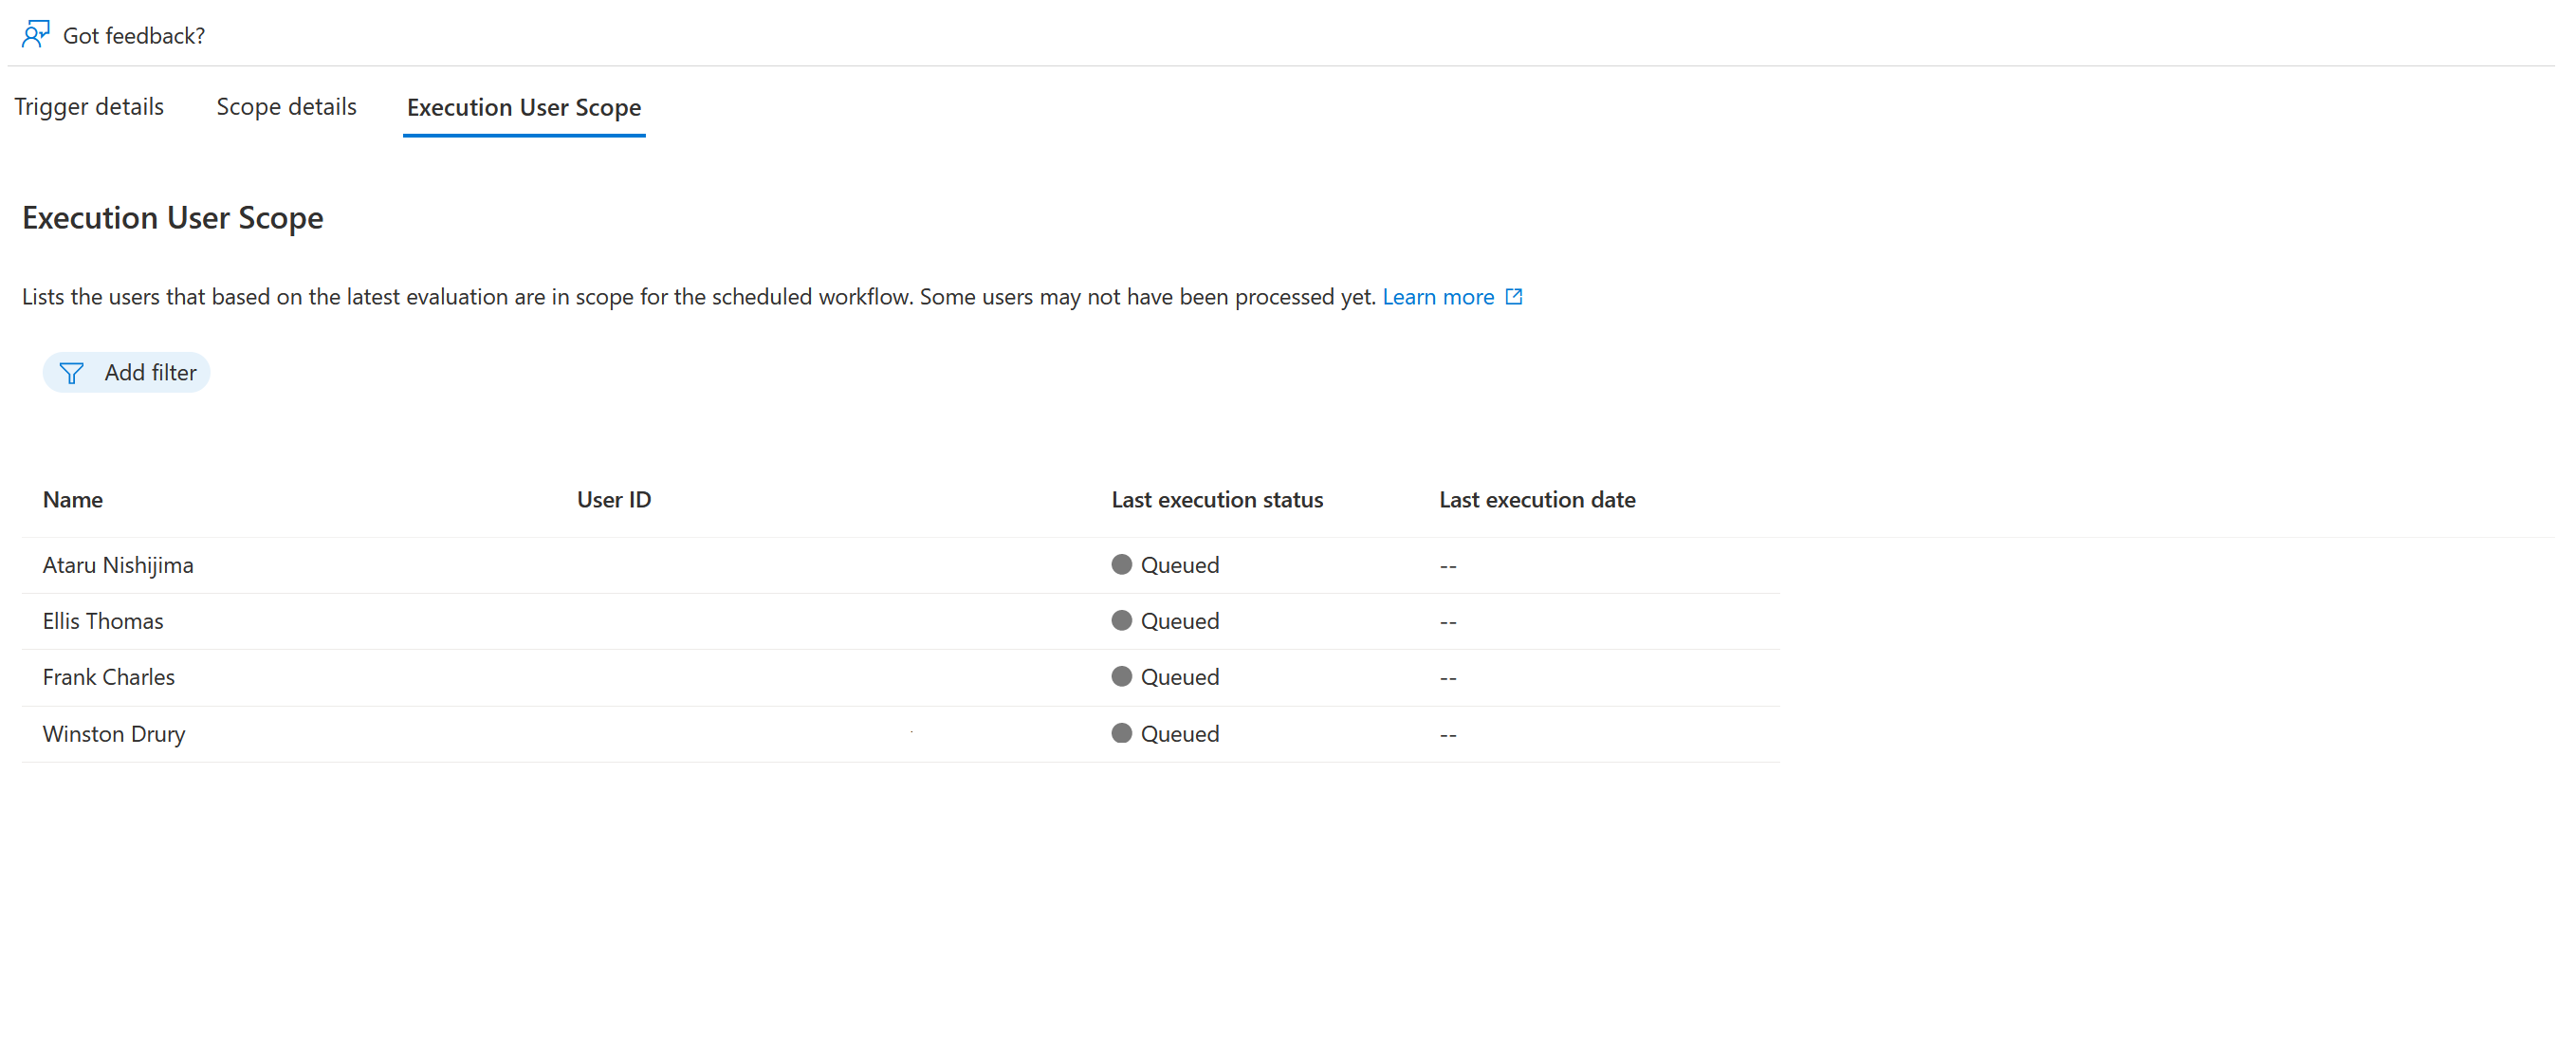 Got feedback?
Trigger details Scope details Execution User Scope
Execution User Scope
Lists the users that based on the latest evaluation are in scope for the scheduled workflow. Some users may not have been processed yet. Learn more
Add filter
Name User ID Last execution status Last execution date
Ataru Nishijima Queued --
Ellis Thomas Queued --
Frank Charles Queued --
Winston Drury Queued --